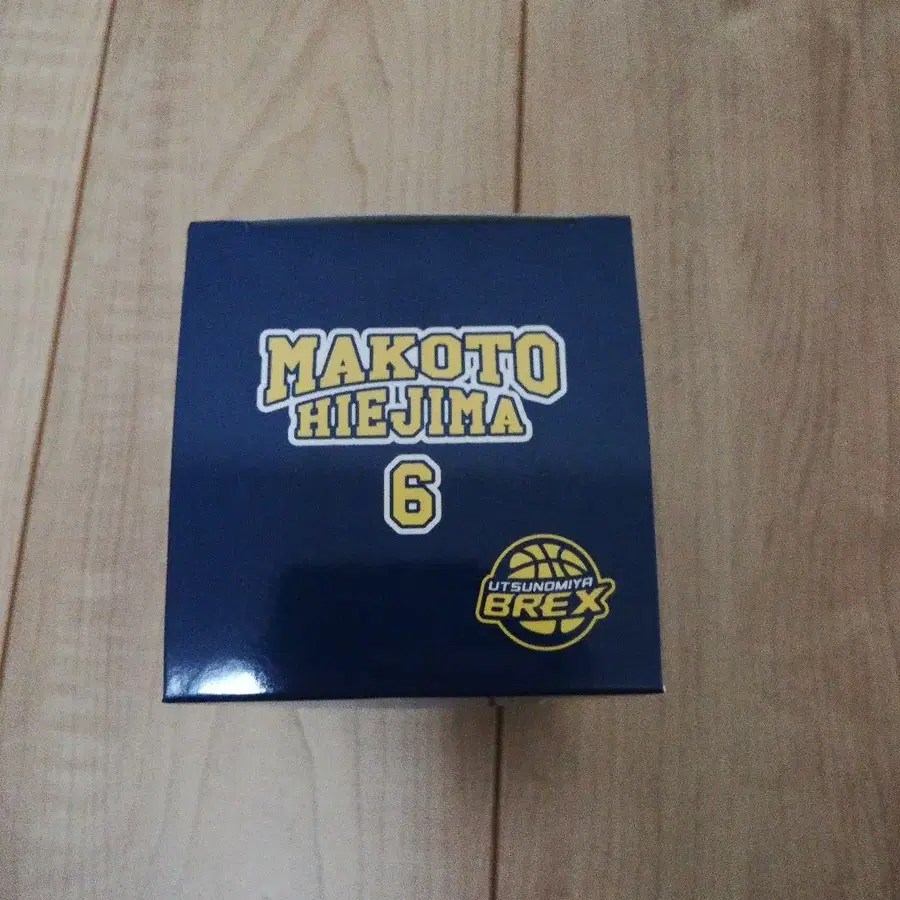 MAKOTO
HIEJIMA
6
UTSUNOMIYA
BREX